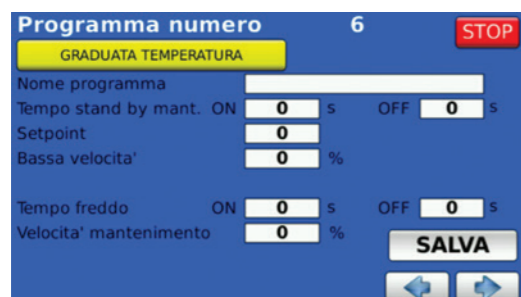 Programma numero 6 STOP
GRADUATA TEMPERATURA
Nome programma
Tempo stand by mant. ON 0 s OFF 0 s
Setpoint 0
Bassa velocita' 0 %
Tempo freddo ON 0 s OFF 0 s
Velocita' mantenimento 0 %
SALVA